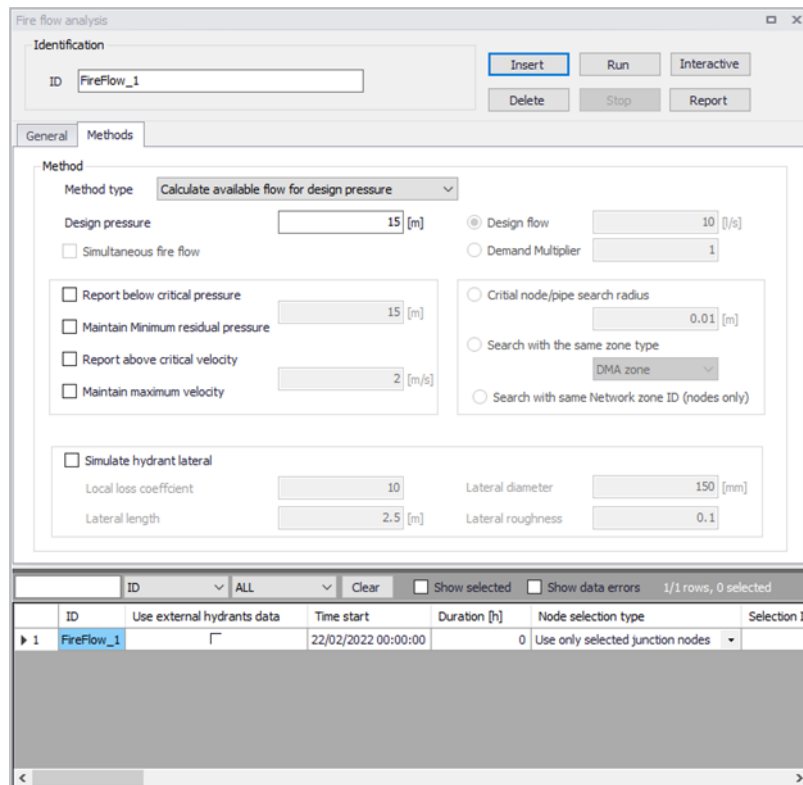 Fire flow analysis
Identification
ID FireFlow_1
Insert Run Interactive
Delete Stop Report
General Methods
Method
Method type Calculate available flow for design pressure
Design pressure 15 [m] Design flow 10 [l/s]
Simultaneous fire flow Demand Multiplier 1
Report below critical pressure Critial node/pipe search radius
15 [m] 0.01 [m]
Maintain Minimum residual pressure
Search with the same zone type
Report above critical velocity
2 [m/s] DMA zone
Maintain maximum velocity Search with same Network zone ID (nodes only)
Simulate hydrant lateral
Local loss coeffcient 10 Lateral diameter 150 [mm]
Lateral length 2.5 [m] Lateral roughness 0.1
ID ALL Clear Show selected Show data errors 1/1 rows, 0 selected
ID Use external hydrants data Time start Duration [h] Node selection type Selection I
1 FireFlow_1 22/02/2022 00:00:00 0 Use only selected junction nodes